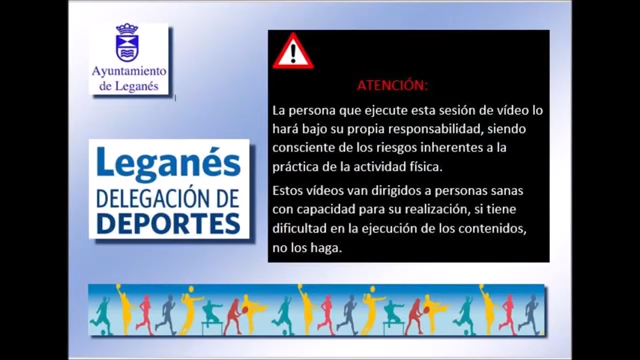 Ayuntamiento
de Leganés
Leganés
DELEGACIÓN DE
DEPORTES
ATENCIÓN:
La persona que ejecute esta sesión de vídeo lo
hará bajo su propia responsabilidad, siendo
consciente de los riesgos inherentes a la
práctica de la actividad física.
Estos vídeos van dirigidos a personas sanas
con capacidad para su realización, si tiene
dificultad en la ejecución de los contenidos,
no los haga.